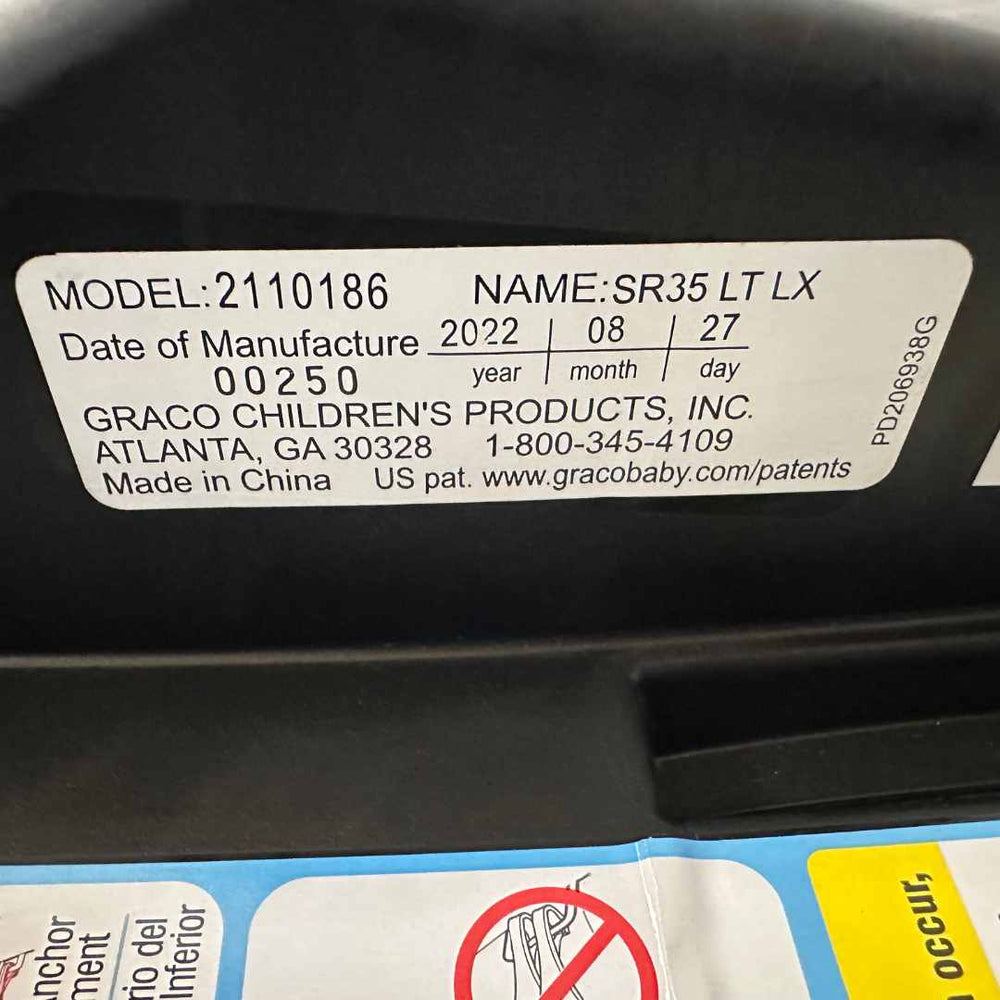 MODEL:2110186 NAME:SR35 LT LX
Date of Manufacture 2022 | 08 | 27
00250 year | month | day
GRACO CHILDREN'S PRODUCTS, INC.
ATLANTA, GA 30328 1-800-345-4109
Made in China US pat. www.gracobaby.com/patents
PD206938G
rio del
Inferior
occur,